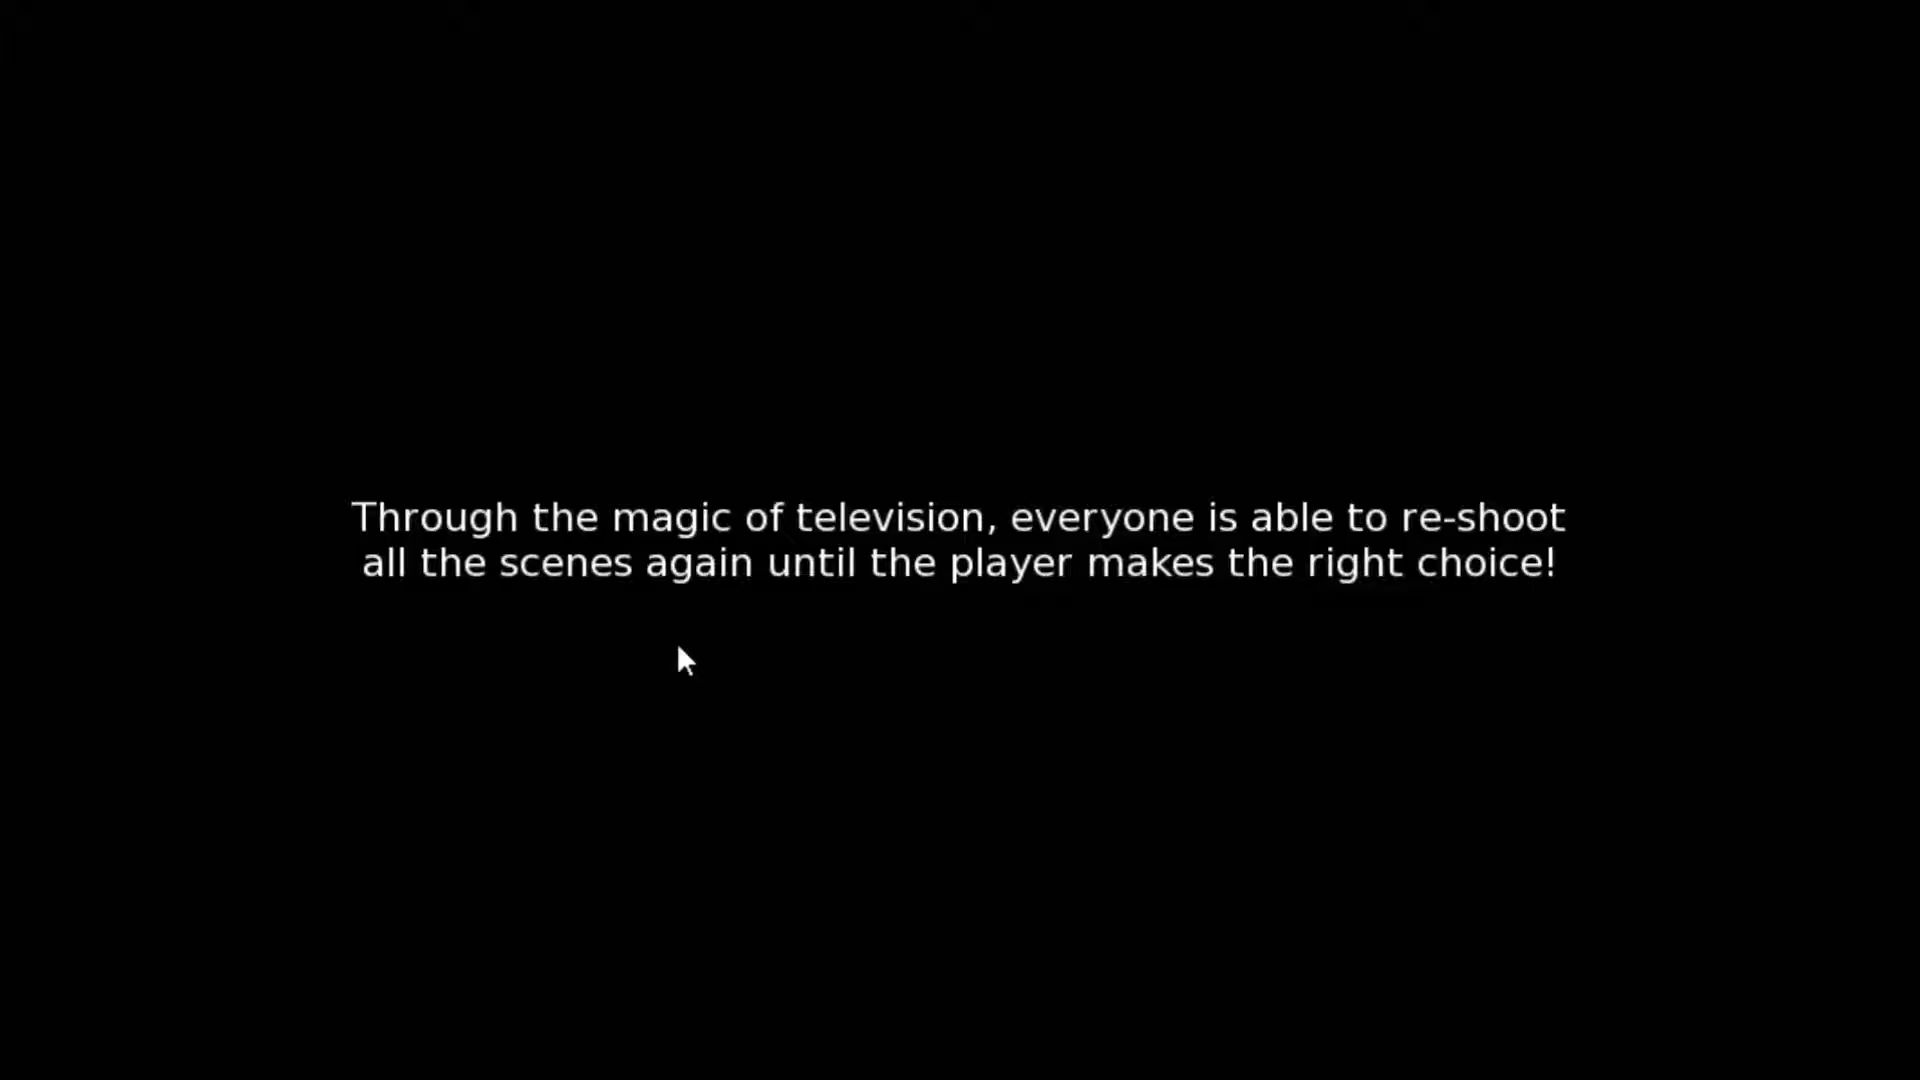 Through the magic of television, everyone is able to re-shoot
all the scenes again until the player makes the right choice!